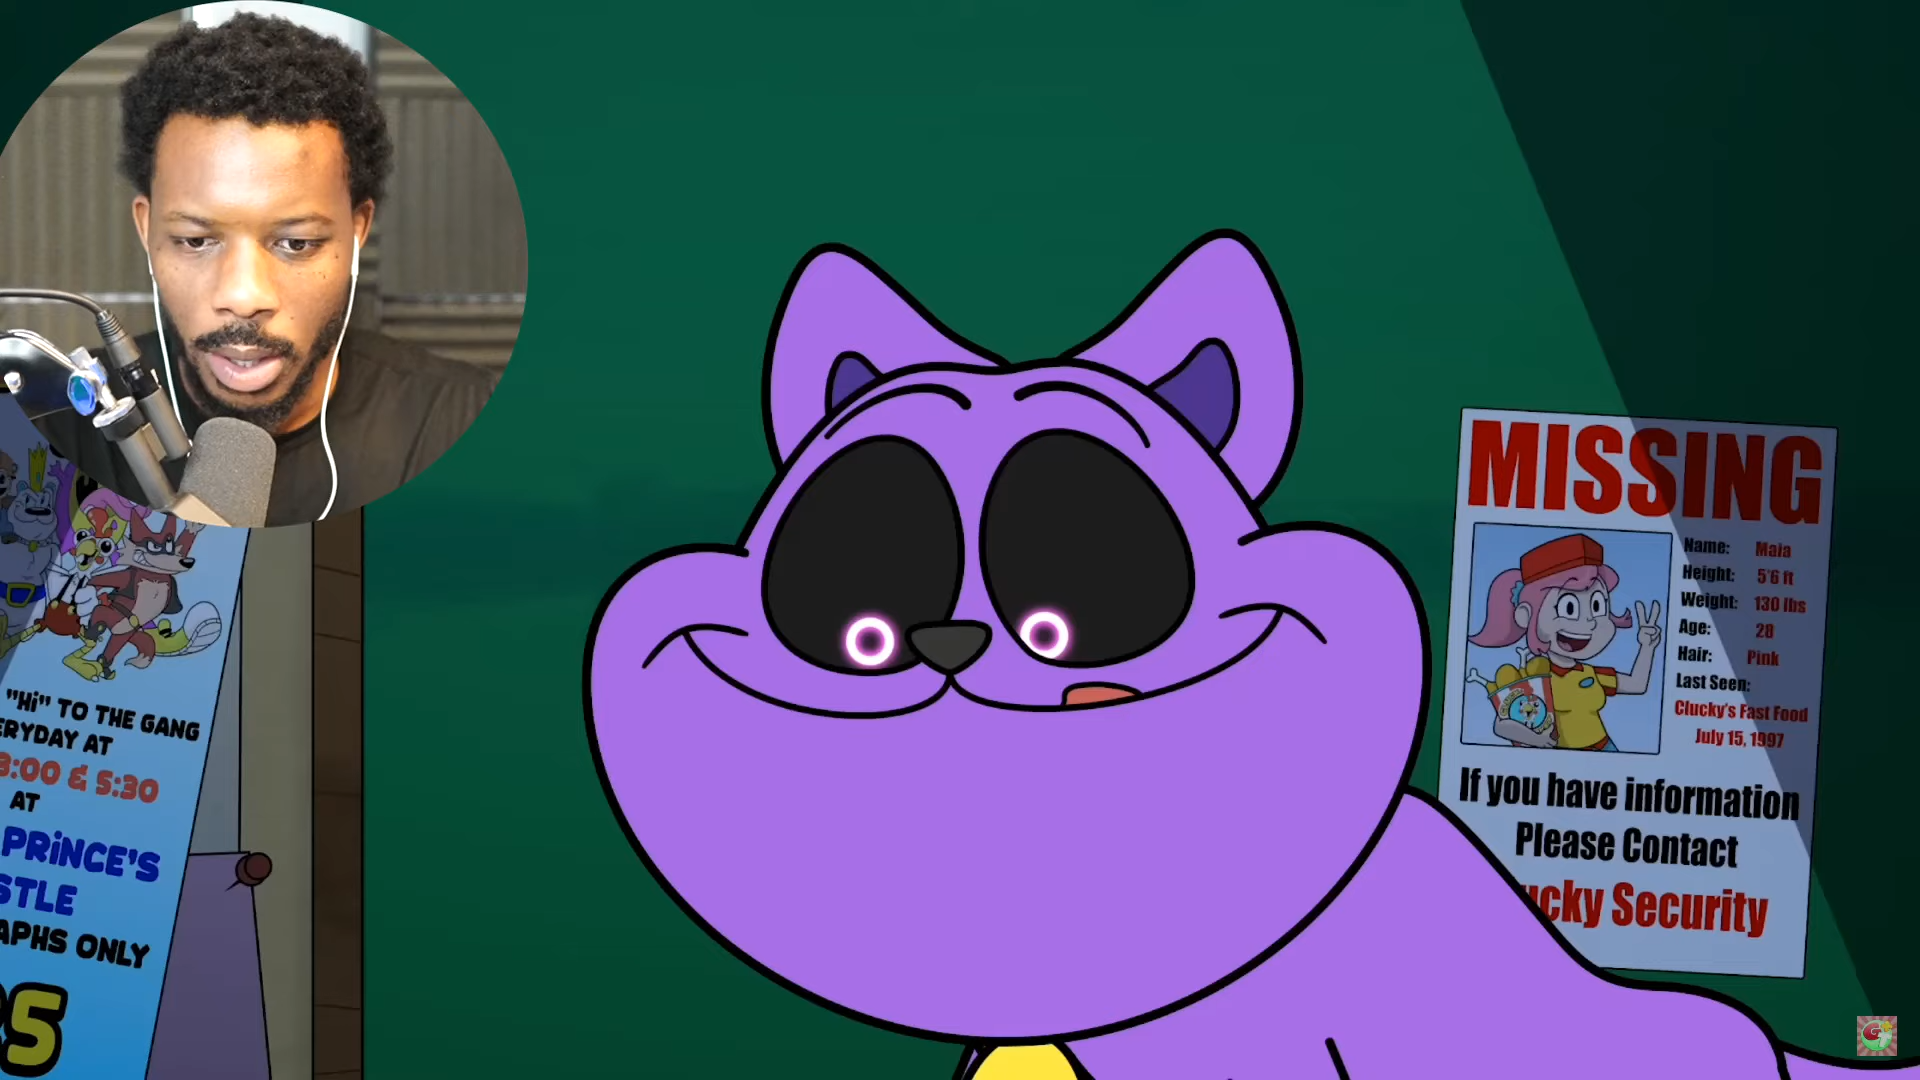 "Hi" TO THE GANG
ERYDAY AT
3:00 & 5:30
AT
PRiNCE'S
STLE
APHS ONLY
5
MISSING
Name: Maia
Height: 5'6 ft
Weight: 130 lbs
Age: 28
Hair: Pink
Last Seen:
Clucky's Fast Food
July 15, 1997
If you have information
Please Contact
ucky Security